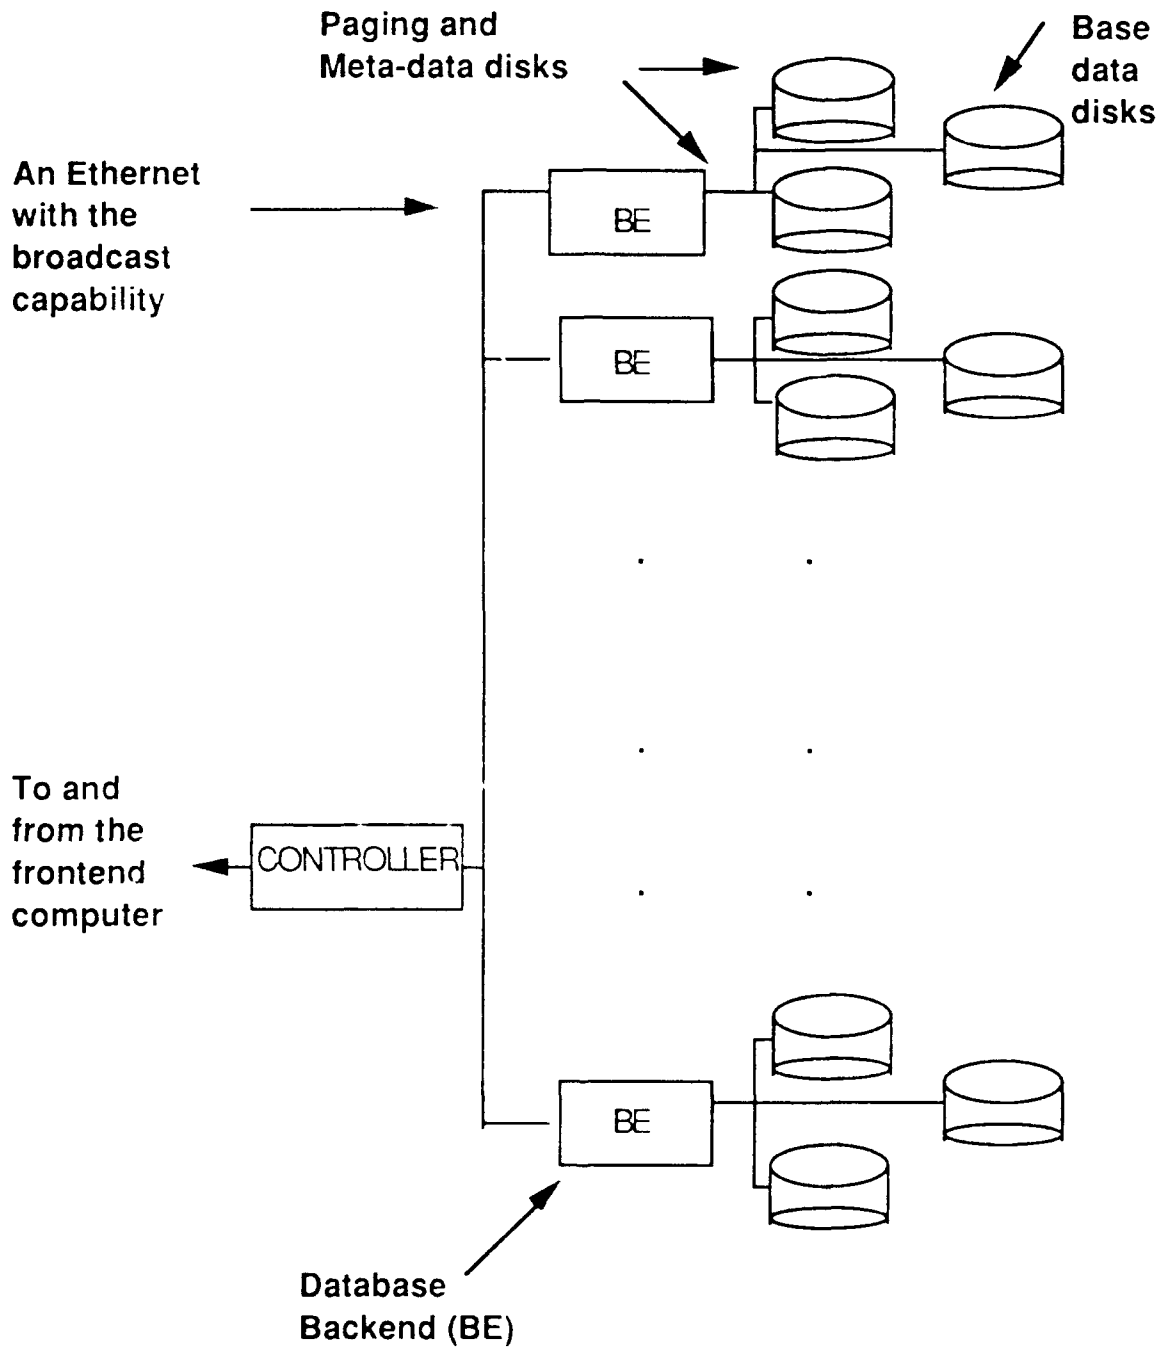 Paging and
Meta-data disks
Base
data
disks
An Ethernet
with the
broadcast
capability
BE
BE
To and
from the
frontend
computer
CONTROLLER
BE
Database
Backend (BE)